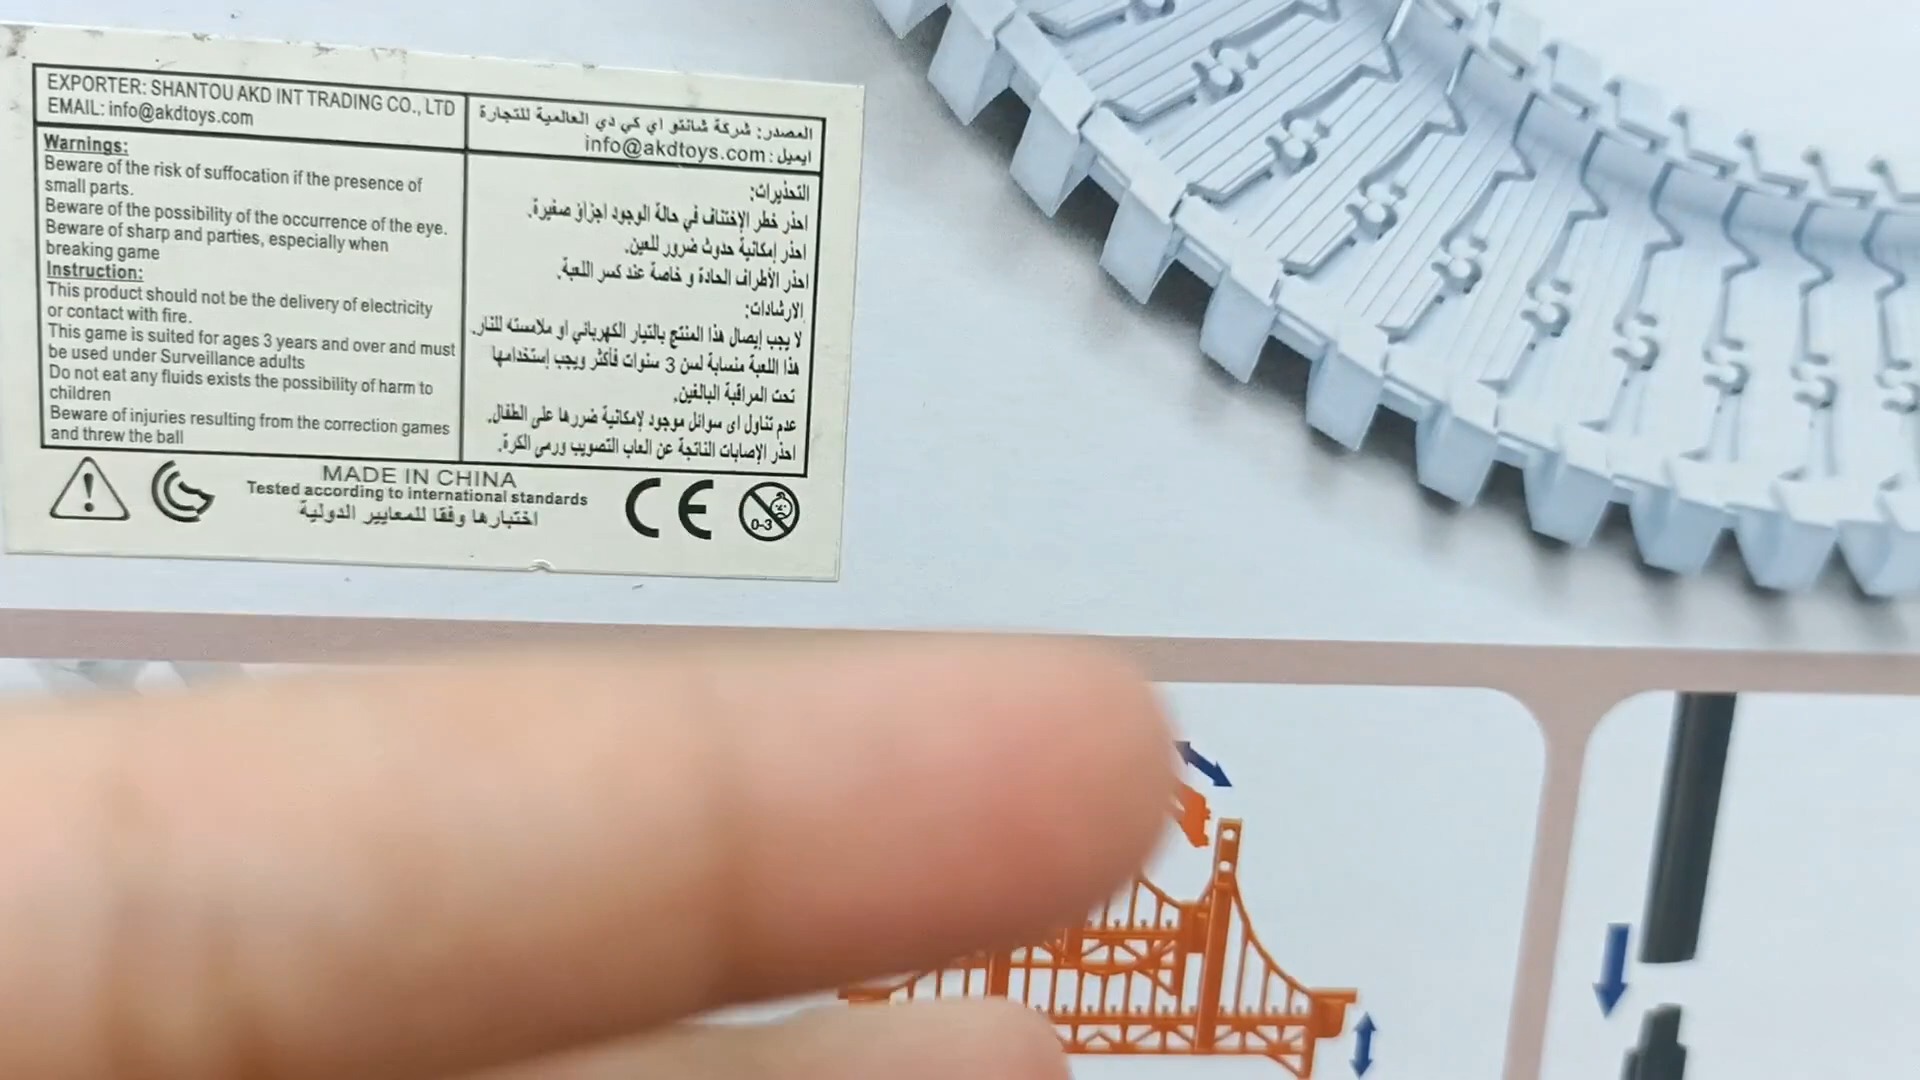 EXPORTER: SHANTOU AKD INT TRADING CO., LTD
EMAIL: info@akdtoys.com
المصدر: شركة شانتو اي كي دي العالمية للتجارة
ايميل: info@akdtoys.com
Warnings:
Beware of the risk of suffocation if the presence of
small parts.
Beware of the possibility of the occurrence of the eye.
Beware of sharp and parties, especially when
breaking game
Instruction:
This product should not be the delivery of electricity
or contact with fire.
This game is suited for ages 3 years and over and must
be used under Surveillance adults
Do not eat any fluids exists the possibility of harm to
children
Beware of injuries resulting from the correction games
and threw the ball
التحذيرات:
احذر خطر الإختناف في حالة الوجود اجزاؤ صغيرة.
احذر إمكانية حدوث ضرور للعين.
احذر الأطراف الحادة و خاصة عند كسر اللعبة.
الارشادات:
لا يجب إيصال هذا المنتج بالتيار الكهربائي او ملامسته للنار.
هذا اللعبة منسابة لسن 3 سنوات فأكثر ويجب إستخدامها
تحت المراقبة البالفين.
عدم تناول اى سوائل موجود لإمكانية ضررها على الطفال.
احذر الإصابات الناتجة عن العاب التصويب ورمى الكرة.
MADE IN CHINA
Tested according to international standards
اختبارها وفقا للمعايير الدولية
CE
0-3